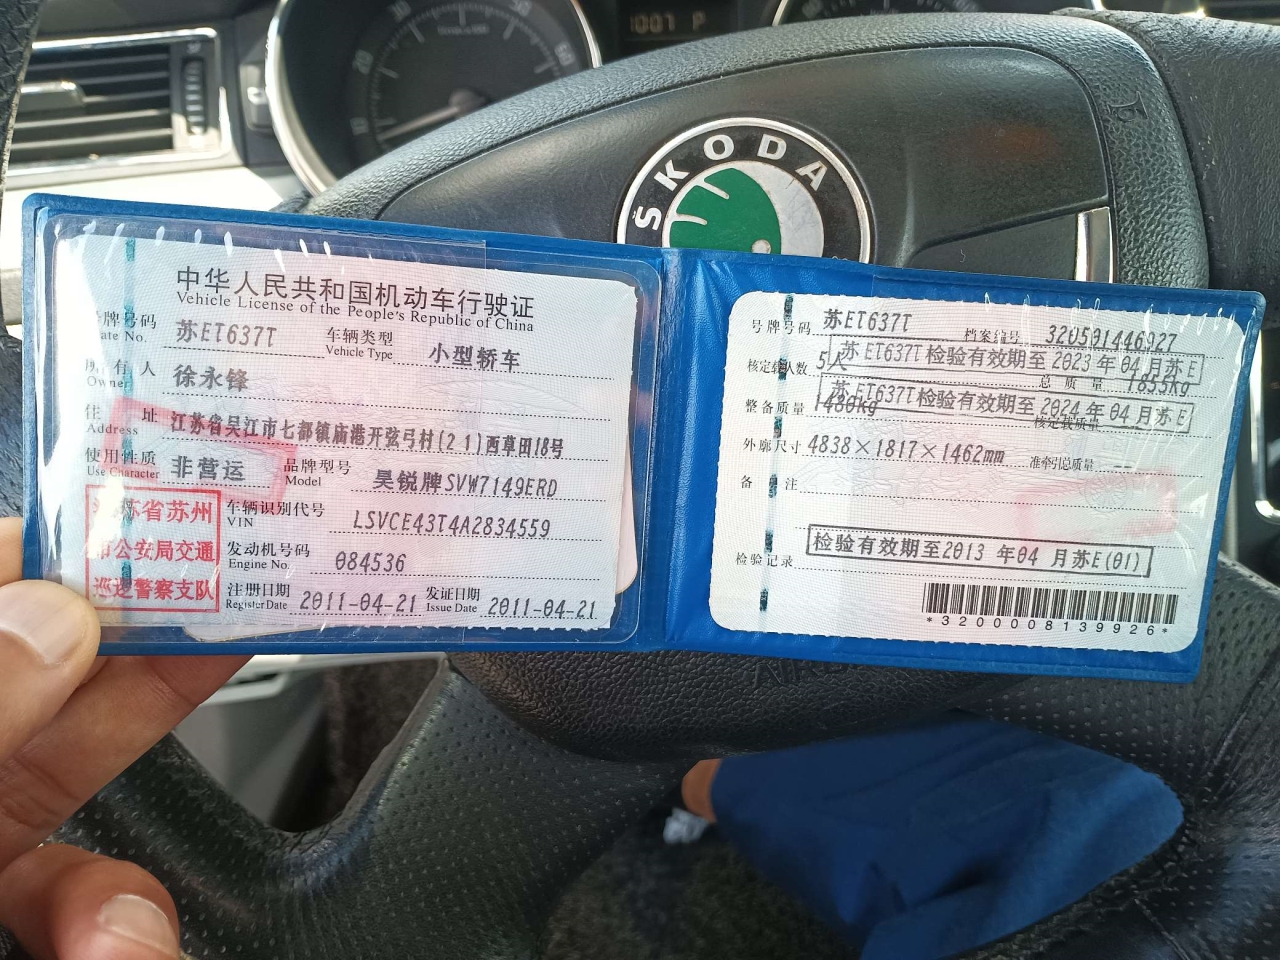 1007 P
SKODA
中华人民共和国机动车行驶证
Vehicle License of the People's Republic of China
号牌号码 苏ET637T 车辆类型 小型轿车
Plate No. Vehicle Type
所有人 徐永锋
Owner
住址 江苏省吴江市七都镇庙港开弦弓村(21)西草田18号
Address
使用性质 非营运 品牌型号 昊锐牌SVW7149ERD
Use Character Model
江苏省苏州
市公安局交通
巡逻警察支队
车辆识别代号 LSVCE43T4A2834559
VIN
发动机号码 084536
Engine No.
注册日期 2011-04-21 发证日期 2011-04-21
Register Date Issue Date
号牌号码 苏ET637T 档案编号 320591446927
苏ET637T检验有效期至2023年04月苏E
核定载人数 5人 总质量 1855kg
苏ET637T检验有效期至2024年04月苏E
整备质量 1480kg 核定载质量
外廓尺寸 4838×1817×1462mm 准牵引总质量 --
备注
检验记录 检验有效期至2013年04月苏E(01)
*3200008139926*